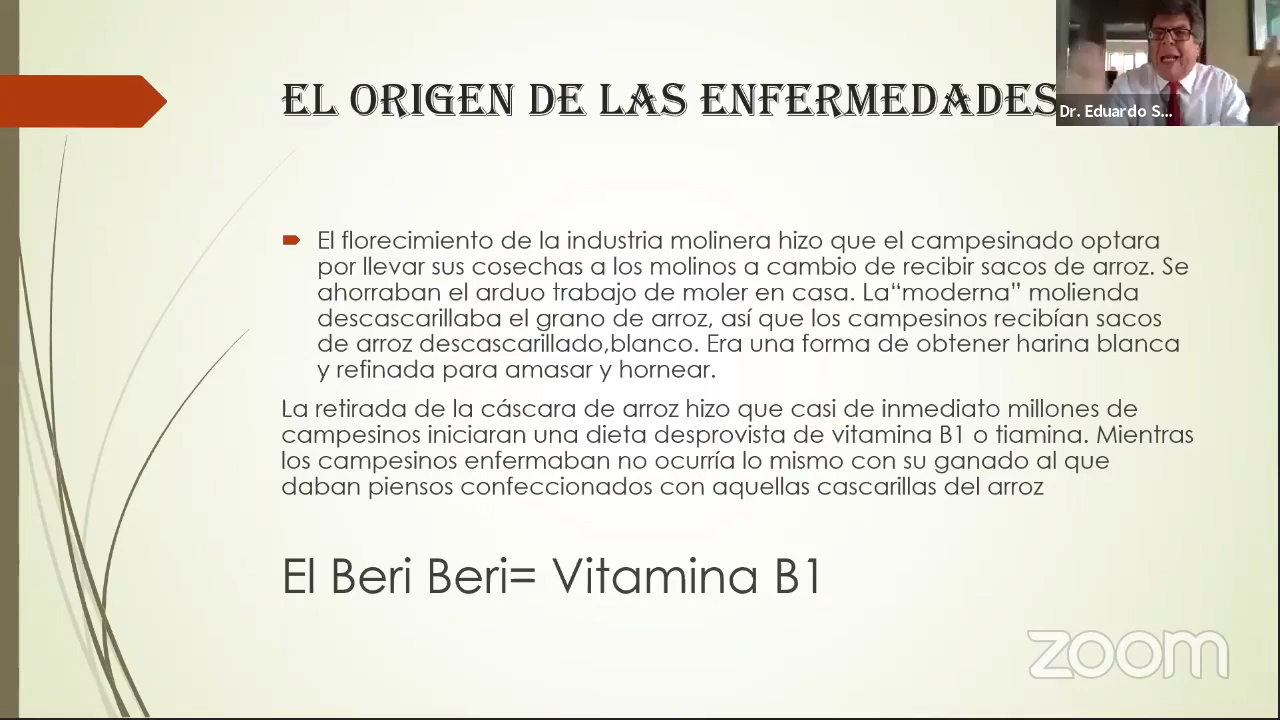 EL ORIGEN DE LAS ENFERMEDADES
Dr. Eduardo S...
El florecimiento de la industria molinera hizo que el campesinado optara
por llevar sus cosechas a los molinos a cambio de recibir sacos de arroz. Se
ahorraban el arduo trabajo de moler en casa. La“moderna” molienda
descascarillaba el grano de arroz, así que los campesinos recibían sacos
de arroz descascarillado,blanco. Era una forma de obtener harina blanca
y refinada para amasar y hornear.
La retirada de la cáscara de arroz hizo que casi de inmediato millones de
campesinos iniciaran una dieta desprovista de vitamina B1 o tiamina. Mientras
los campesinos enfermaban no ocurría lo mismo con su ganado al que
daban piensos confeccionados con aquellas cascarillas del arroz
El Beri Beri= Vitamina B1
zoom